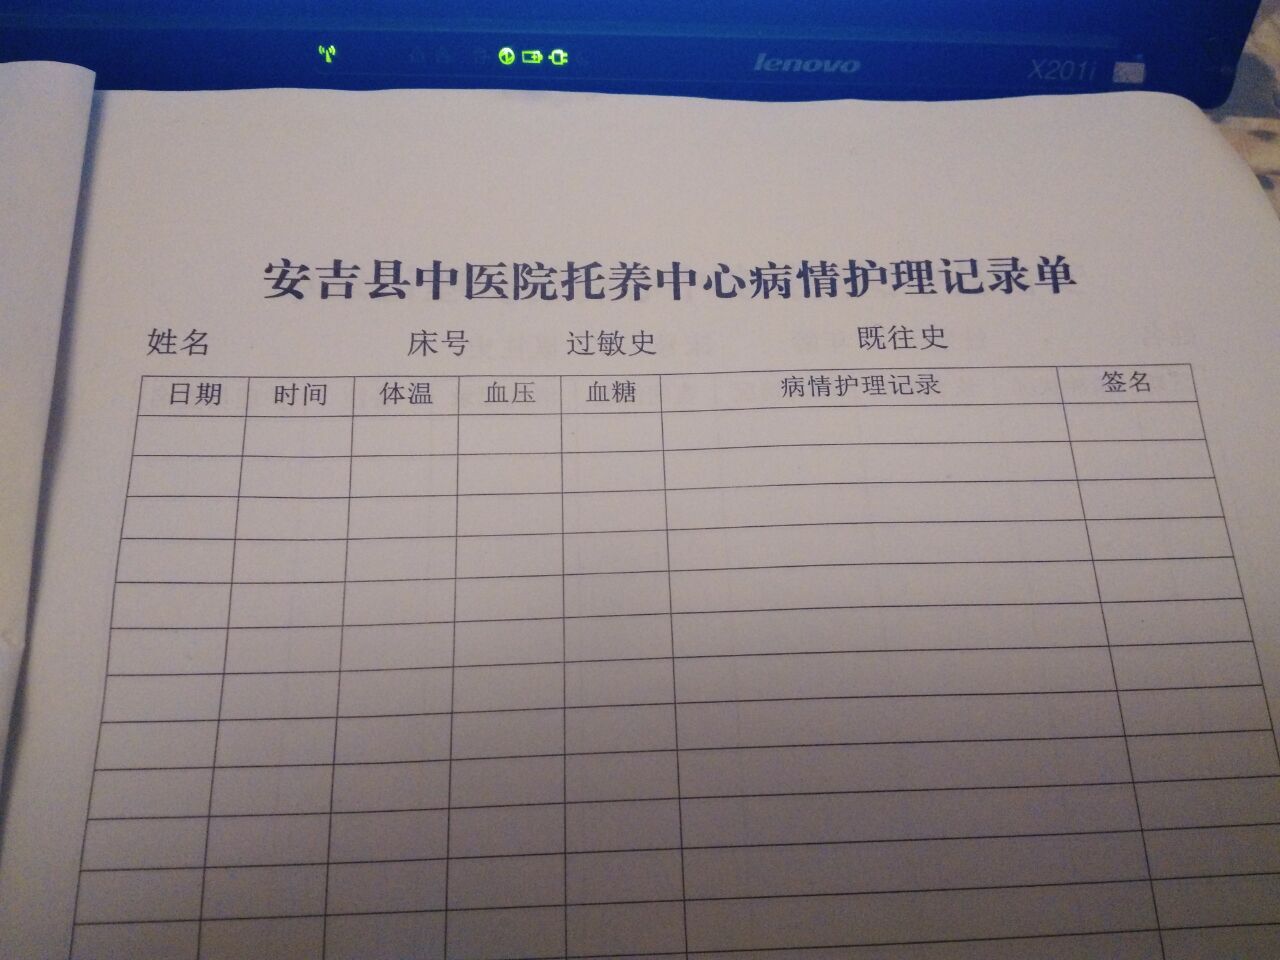 lenovo
X201i
安吉县中医院托养中心病情护理记录单
姓名 床号 过敏史 既往史
日期 时间 体温 血压 血糖 病情护理记录 签名